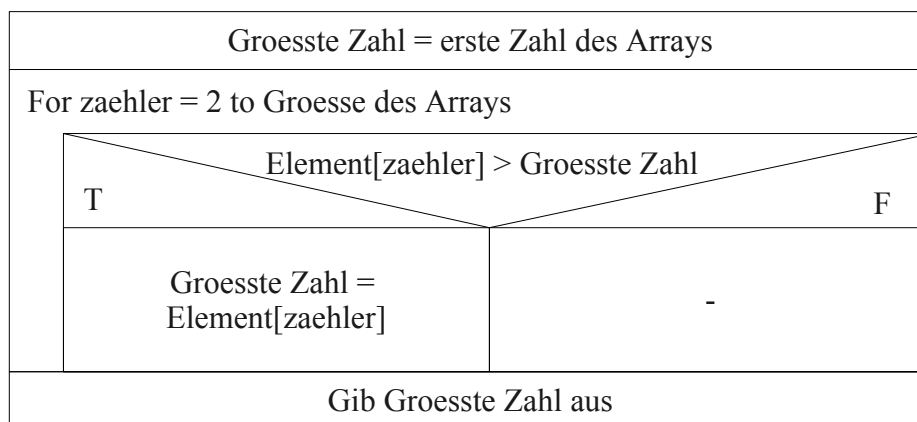 Groesste Zahl = erste Zahl des Arrays
For zaehler = 2 to Groesse des Arrays
Element[zaehler] > Groesste Zahl
T
F
Groesste Zahl =
Element[zaehler]
-
Gib Groesste Zahl aus